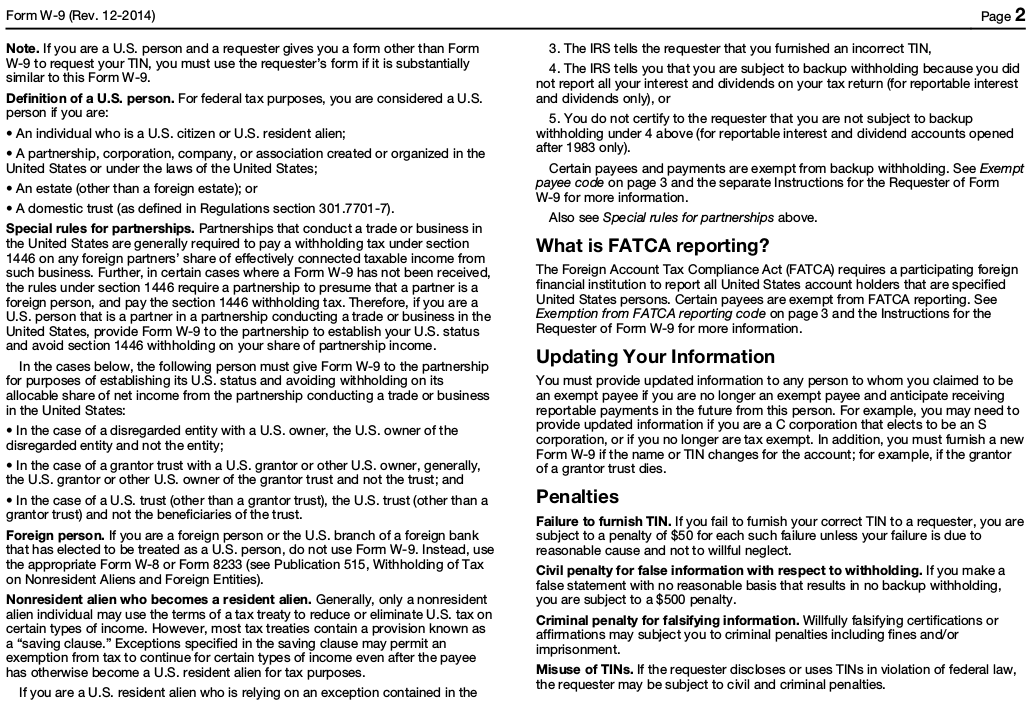 Form W-9 (Rev. 12-2014)
Page 2
Note. If you are a U.S. person and a requester gives you a form other than Form
W-9 to request your TIN, you must use the requester’s form if it is substantially
similar to this Form W-9.
Definition of a U.S. person. For federal tax purposes, you are considered a U.S.
person if you are:
• An individual who is a U.S. citizen or U.S. resident alien;
• A partnership, corporation, company, or association created or organized in the
United States or under the laws of the United States;
• An estate (other than a foreign estate); or
• A domestic trust (as defined in Regulations section 301.7701-7).
Special rules for partnerships. Partnerships that conduct a trade or business in
the United States are generally required to pay a withholding tax under section
1446 on any foreign partners’ share of effectively connected taxable income from
such business. Further, in certain cases where a Form W-9 has not been received,
the rules under section 1446 require a partnership to presume that a partner is a
foreign person, and pay the section 1446 withholding tax. Therefore, if you are a
U.S. person that is a partner in a partnership conducting a trade or business in the
United States, provide Form W-9 to the partnership to establish your U.S. status
and avoid section 1446 withholding on your share of partnership income.
In the cases below, the following person must give Form W-9 to the partnership
for purposes of establishing its U.S. status and avoiding withholding on its
allocable share of net income from the partnership conducting a trade or business
in the United States:
• In the case of a disregarded entity with a U.S. owner, the U.S. owner of the
disregarded entity and not the entity;
• In the case of a grantor trust with a U.S. grantor or other U.S. owner, generally,
the U.S. grantor or other U.S. owner of the grantor trust and not the trust; and
• In the case of a U.S. trust (other than a grantor trust), the U.S. trust (other than a
grantor trust) and not the beneficiaries of the trust.
Foreign person. If you are a foreign person or the U.S. branch of a foreign bank
that has elected to be treated as a U.S. person, do not use Form W-9. Instead, use
the appropriate Form W-8 or Form 8233 (see Publication 515, Withholding of Tax
on Nonresident Aliens and Foreign Entities).
Nonresident alien who becomes a resident alien. Generally, only a nonresident
alien individual may use the terms of a tax treaty to reduce or eliminate U.S. tax on
certain types of income. However, most tax treaties contain a provision known as
a “saving clause.” Exceptions specified in the saving clause may permit an
exemption from tax to continue for certain types of income even after the payee
has otherwise become a U.S. resident alien for tax purposes.
If you are a U.S. resident alien who is relying on an exception contained in the
3. The IRS tells the requester that you furnished an incorrect TIN,
4. The IRS tells you that you are subject to backup withholding because you did
not report all your interest and dividends on your tax return (for reportable interest
and dividends only), or
5. You do not certify to the requester that you are not subject to backup
withholding under 4 above (for reportable interest and dividend accounts opened
after 1983 only).
Certain payees and payments are exempt from backup withholding. See Exempt
payee code on page 3 and the separate Instructions for the Requester of Form
W-9 for more information.
Also see Special rules for partnerships above.
What is FATCA reporting?
The Foreign Account Tax Compliance Act (FATCA) requires a participating foreign
financial institution to report all United States account holders that are specified
United States persons. Certain payees are exempt from FATCA reporting. See
Exemption from FATCA reporting code on page 3 and the Instructions for the
Requester of Form W-9 for more information.
Updating Your Information
You must provide updated information to any person to whom you claimed to be
an exempt payee if you are no longer an exempt payee and anticipate receiving
reportable payments in the future from this person. For example, you may need to
provide updated information if you are a C corporation that elects to be an S
corporation, or if you no longer are tax exempt. In addition, you must furnish a new
Form W-9 if the name or TIN changes for the account; for example, if the grantor
of a grantor trust dies.
Penalties
Failure to furnish TIN. If you fail to furnish your correct TIN to a requester, you are
subject to a penalty of $50 for each such failure unless your failure is due to
reasonable cause and not to willful neglect.
Civil penalty for false information with respect to withholding. If you make a
false statement with no reasonable basis that results in no backup withholding,
you are subject to a $500 penalty.
Criminal penalty for falsifying information. Willfully falsifying certifications or
affirmations may subject you to criminal penalties including fines and/or
imprisonment.
Misuse of TINs. If the requester discloses or uses TINs in violation of federal law,
the requester may be subject to civil and criminal penalties.